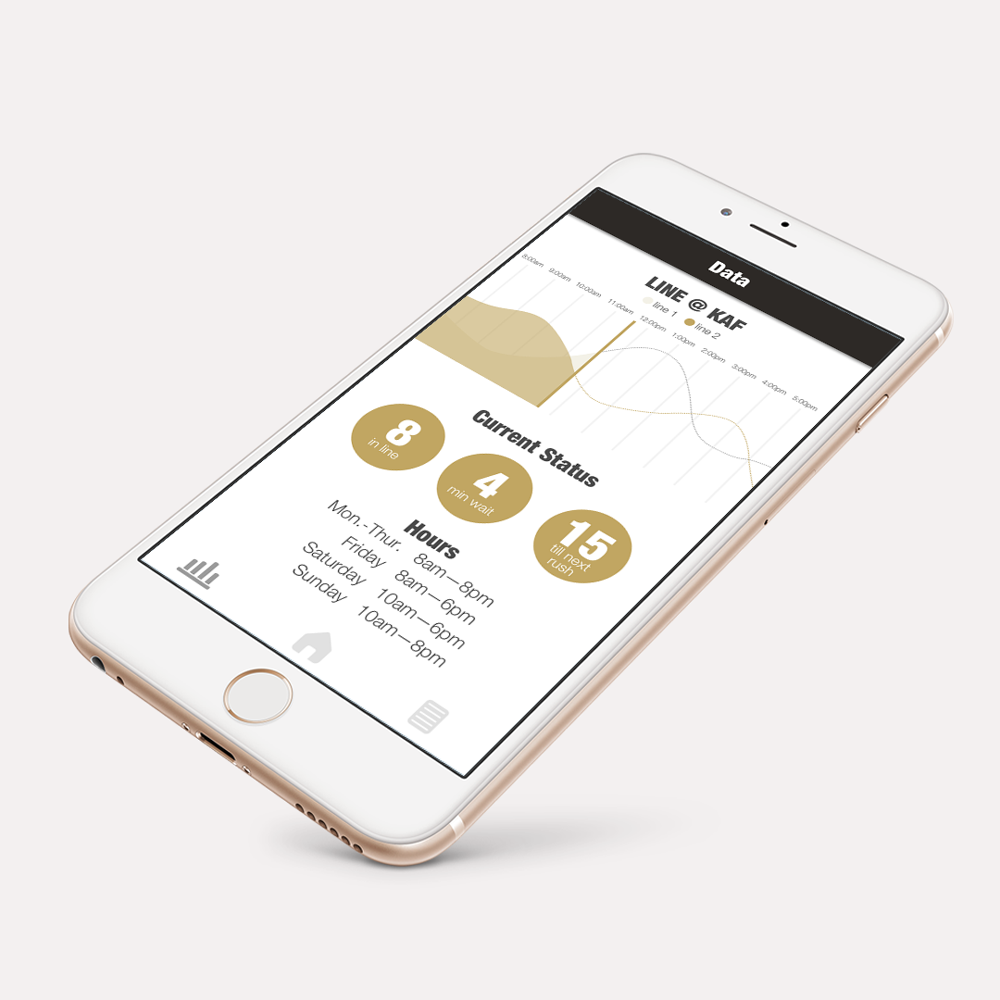 Data
LINE @ KAF
line 1 line 2
8:00am 9:00am 10:00am 11:00am 12:00pm 1:00pm 2:00pm 3:00pm 4:00pm 5:00pm
Current Status
8
in line
4
min wait
15
till next
rush
Hours
Mon.-Thur. 8am—8pm
Friday 8am—6pm
Saturday 10am—6pm
Sunday 10am—8pm